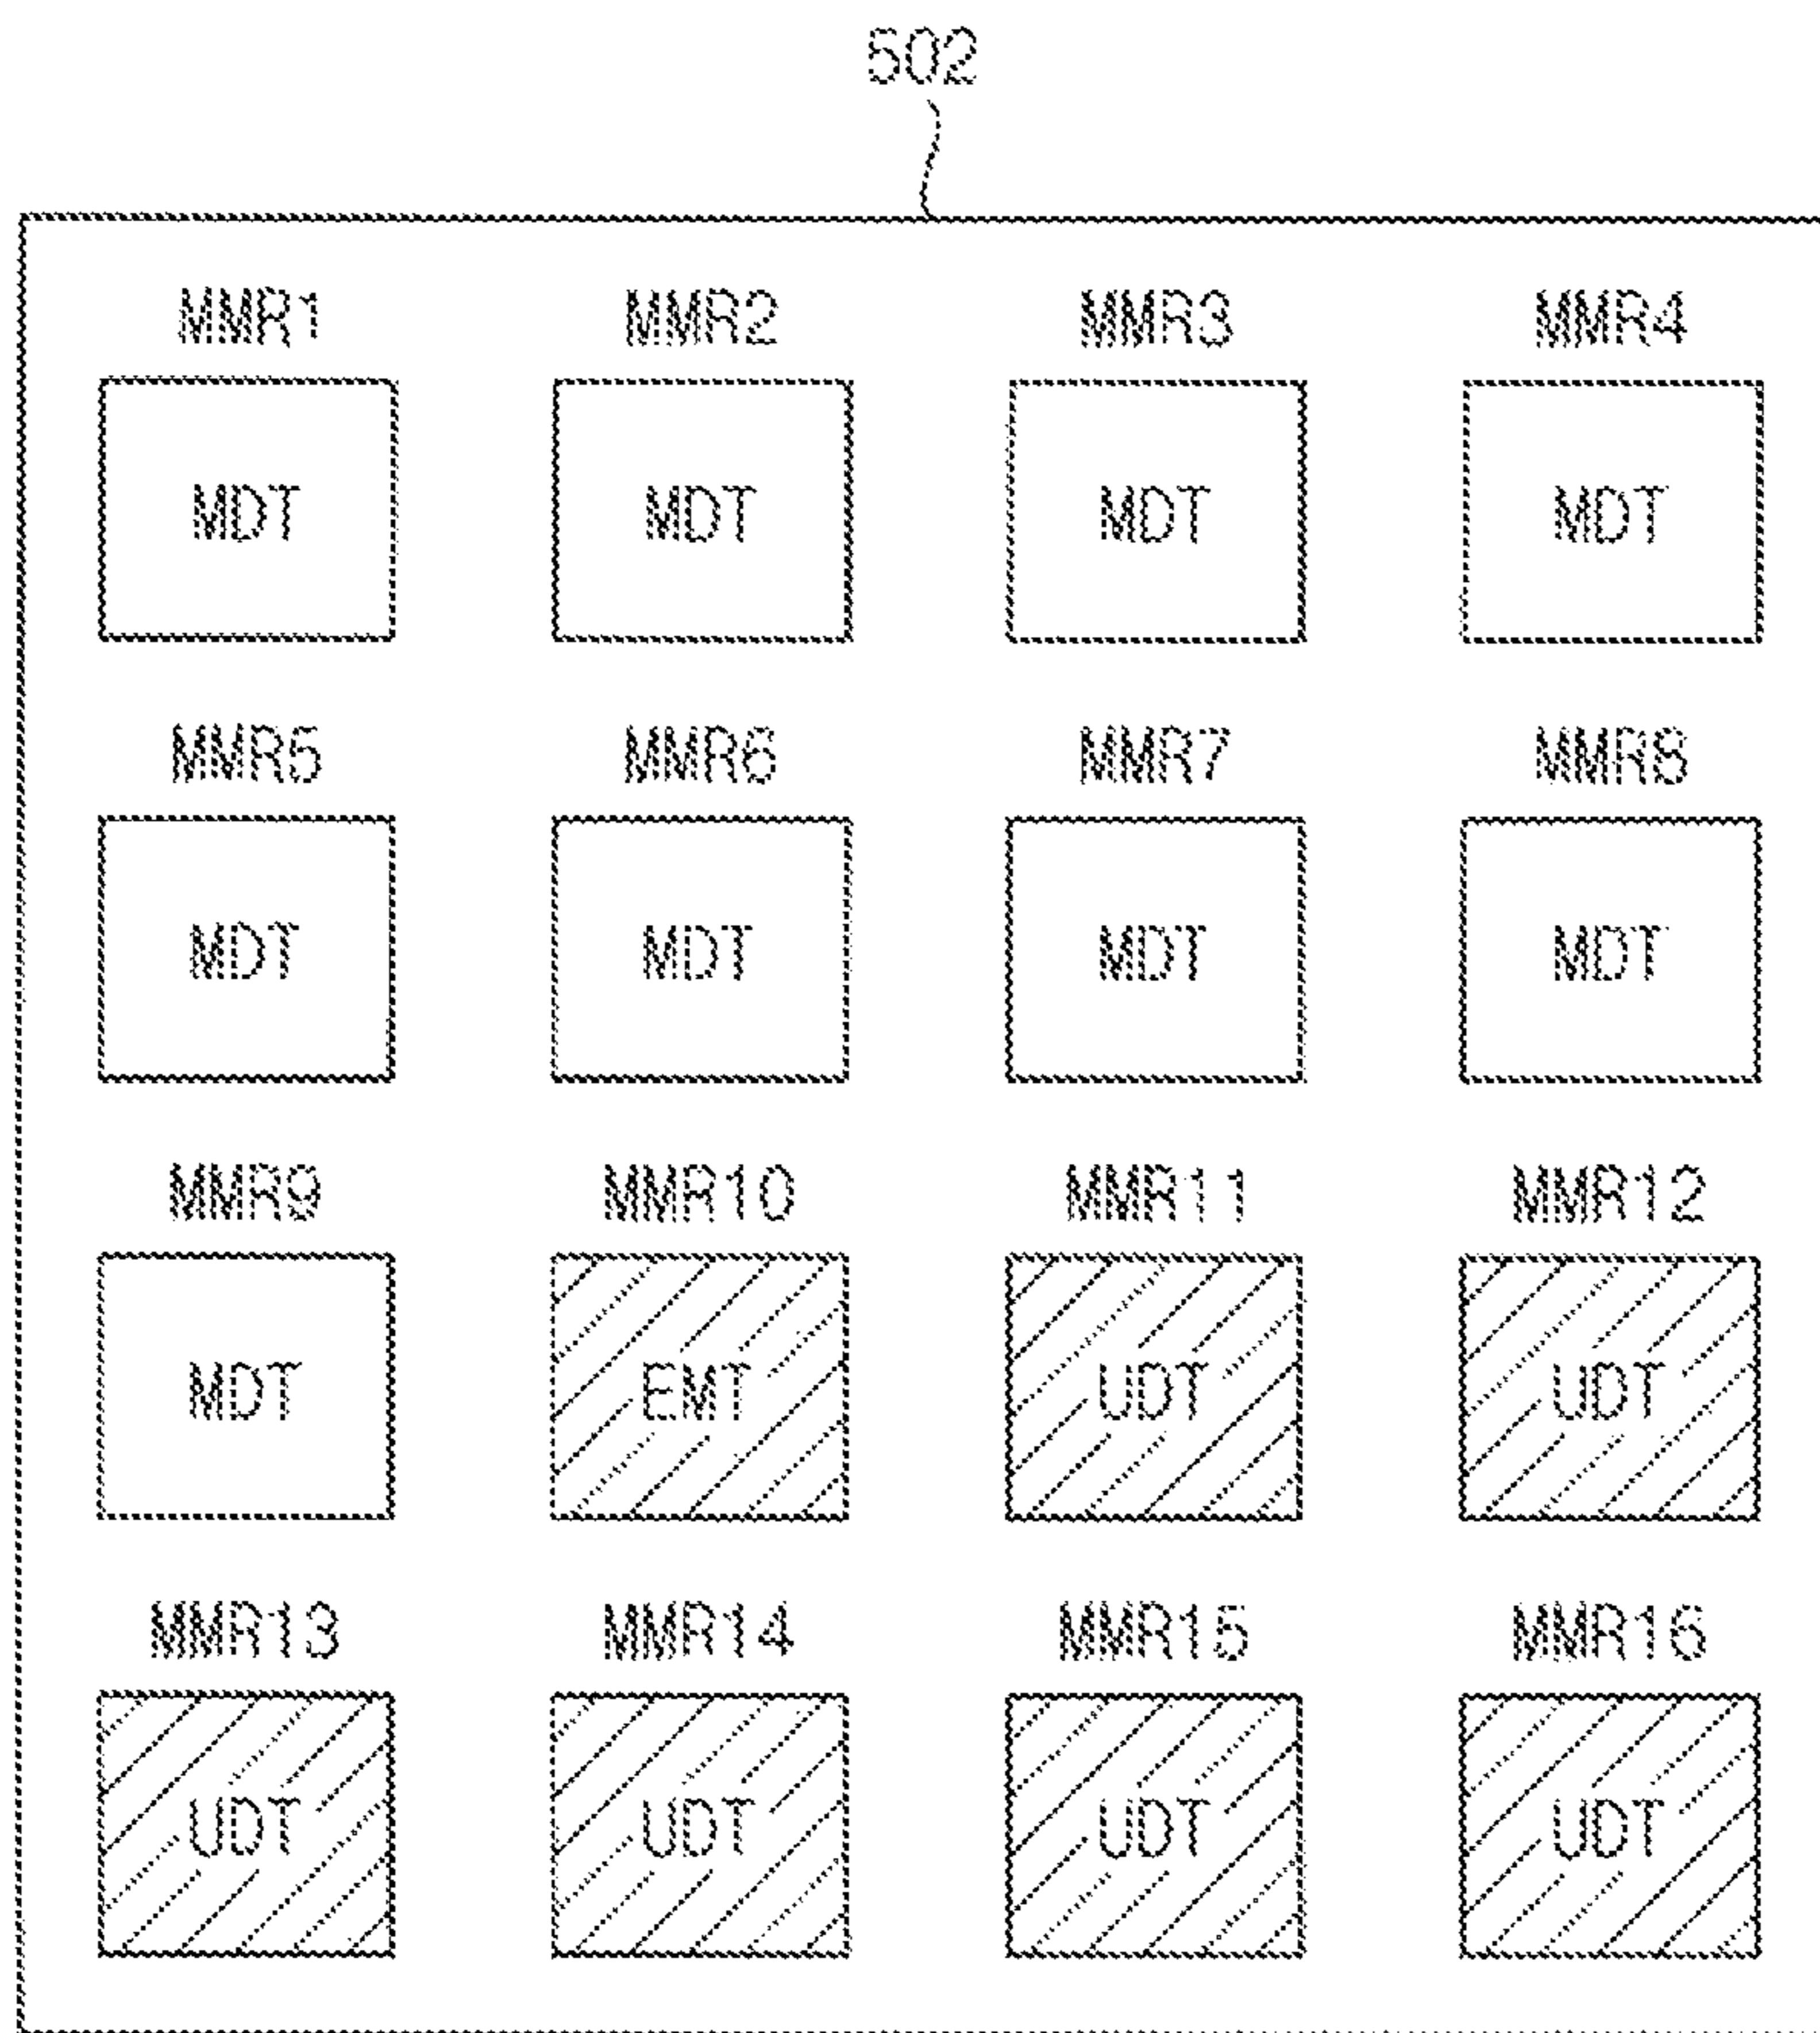 502
MMR1 MMR2 MMR3 MMR4
MDT MDT MDT MDT
MMR5 MMR6 MMR7 MMR8
MDT MDT MDT MDT
MMR9 MMR10 MMR11 MMR12
MDT EMT UDT UDT
MMR13 MMR14 MMR15 MMR16
UDT UDT UDT UDT